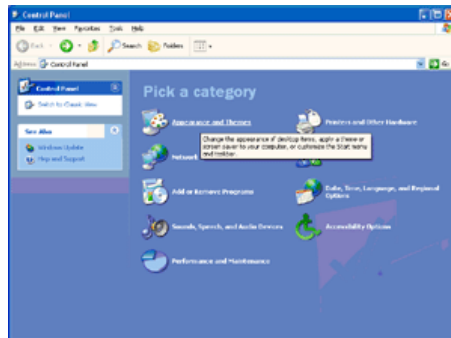 Control Panel
File Edit View Favorites Tools Help
Back Search Folders
Address Control Panel Go
Control Panel
Switch to Classic View
See Also
Windows Update
Help and Support
Pick a category
Appearance and Themes
Printers and Other Hardware
Change the appearance of desktop items, apply a theme or
screen saver to your computer, or customize the Start menu
and taskbar.
Network
Add or Remove Programs
Date, Time, Language, and Regional
Options
Sounds, Speech, and Audio Devices
Accessibility Options
Performance and Maintenance